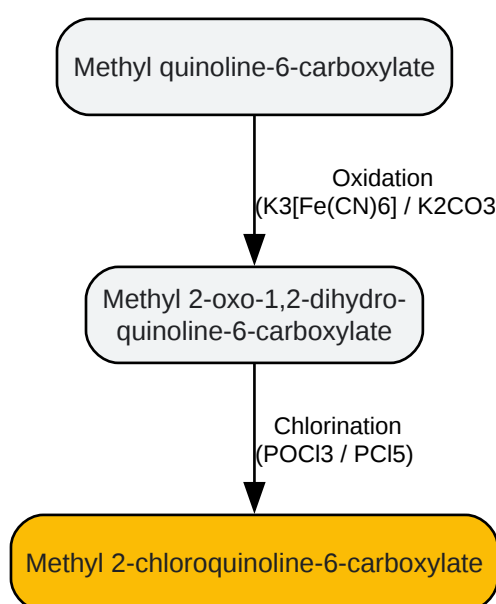 Methyl quinoline-6-carboxylate
Oxidation
(K3[Fe(CN)6] / K2CO3
Methyl 2-oxo-1,2-dihydro-
quinoline-6-carboxylate
Chlorination
(POCl3 / PCl5)
Methyl 2-chloroquinoline-6-carboxylate